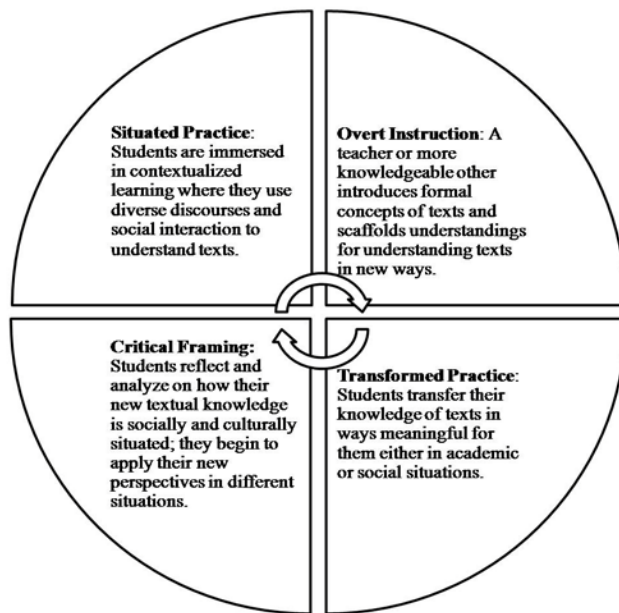 Situated Practice:
Students are immersed
in contextualized
learning where they use
diverse discourses and
social interaction to
understand texts.
Overt Instruction: A
teacher or more
knowledgeable other
introduces formal
concepts of texts and
scaffolds understandings
for understanding texts
in new ways.
Critical Framing:
Students reflect and
analyze on how their
new textual knowledge
is socially and culturally
situated; they begin to
apply their new
perspectives in different
situations.
Transformed Practice:
Students transfer their
knowledge of texts in
ways meaningful for
them either in academic
or social situations.